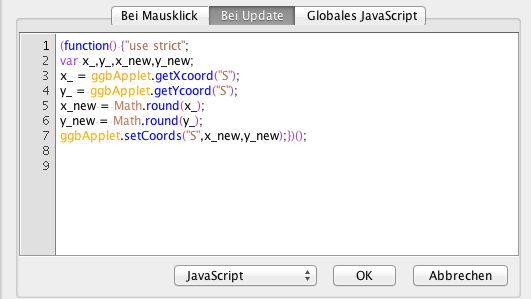 Bei Mausklick Bei Update Globales JavaScript
1 (function() {"use strict";
2 var x_,y_,x_new,y_new;
3 x_ = ggbApplet.getXcoord("S");
4 y_ = ggbApplet.getYcoord("S");
5 x_new = Math.round(x_);
6 y_new = Math.round(y_);
7 ggbApplet.setCoords("S",x_new,y_new);})();
8
9
JavaScript OK Abbrechen